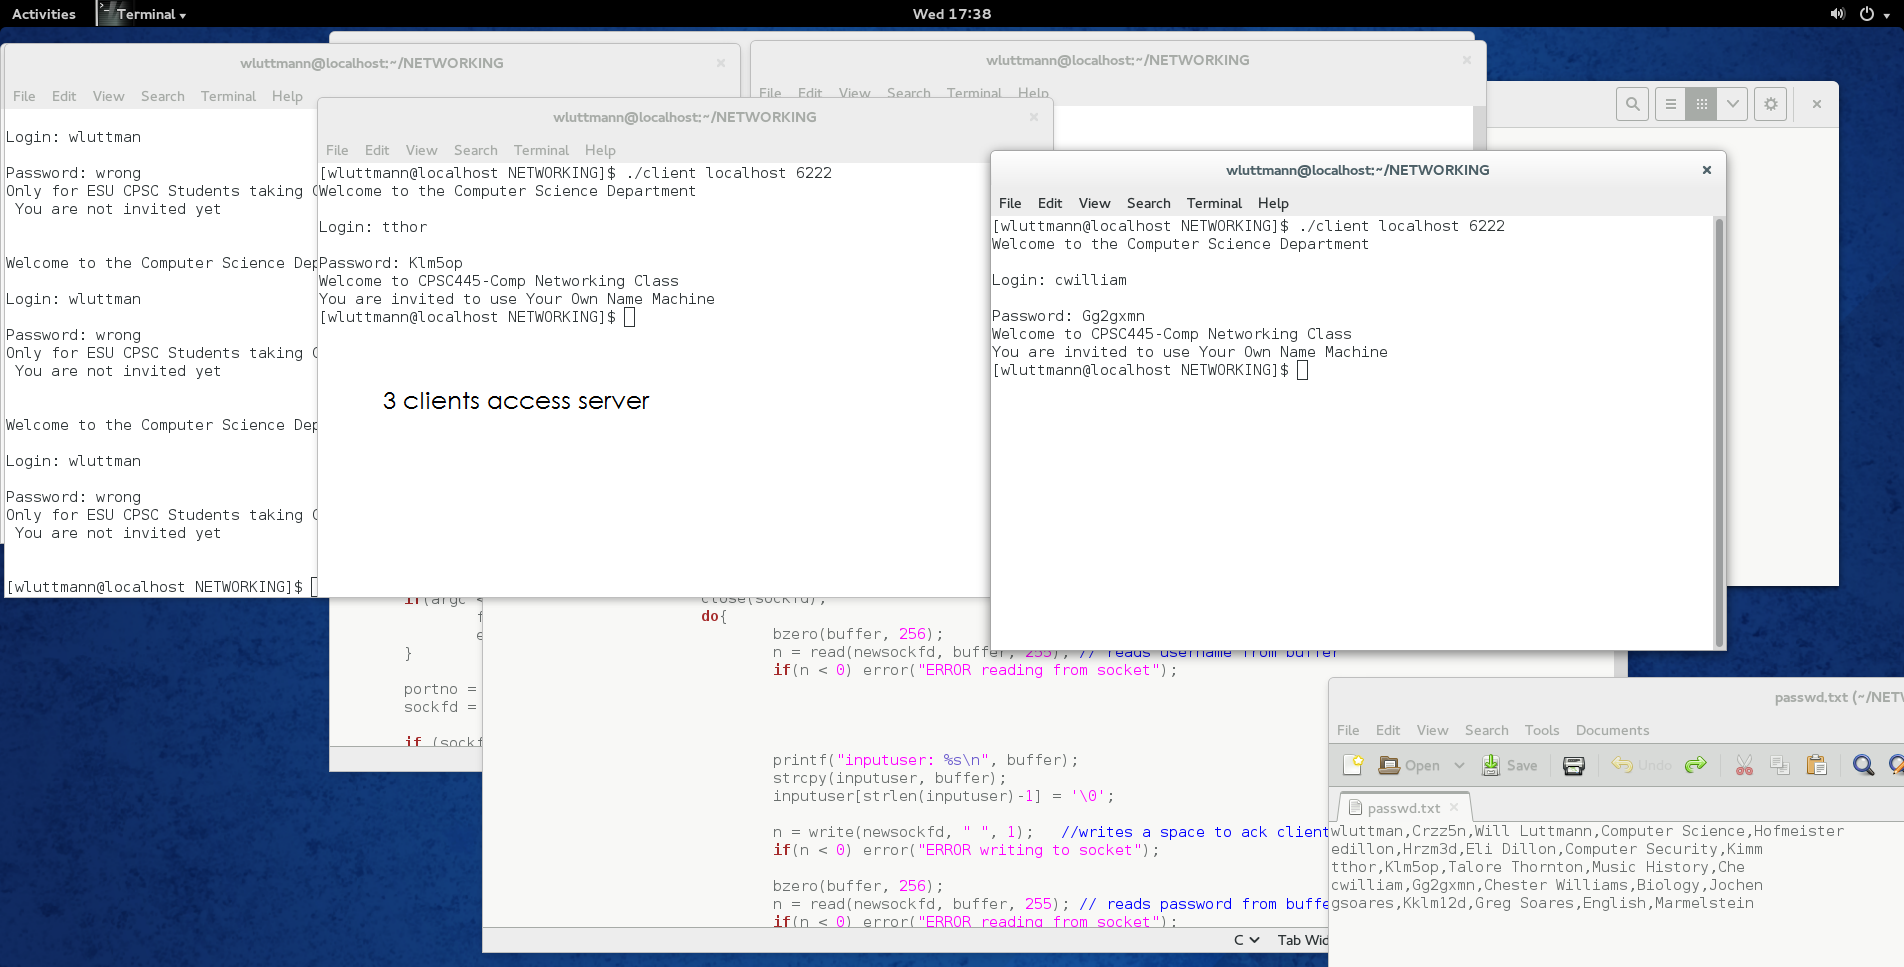 Activities
Terminal
Wed 17:38
wluttmann@localhost:~/NETWORKING
File Edit View Search Terminal Help
Login: wluttman
Password: wrong
Only for ESU CPSC Students taking
You are not invited yet
Welcome to the Computer Science
Login: wluttman
Password: wrong
Only for ESU CPSC Students taking
You are not invited yet
Welcome to the Computer Science
Login: wluttman
Password: wrong
Only for ESU CPSC Students taking
You are not invited yet
[wluttmann@localhost NETWORKING]$
wluttmann@localhost:~/NETWORKING
File Edit View Search Terminal Help
wluttmann@localhost:~/NETWORKING
File Edit View Search Terminal Help
[wluttmann@localhost NETWORKING]$ ./client localhost 6222
Welcome to the Computer Science Department
Login: tthor
Password: Klm5op
Welcome to CPSC445-Comp Networking Class
You are invited to use Your Own Name Machine
[wluttmann@localhost NETWORKING]$
3 clients access server
wluttmann@localhost:~/NETWORKING
File Edit View Search Terminal Help
[wluttmann@localhost NETWORKING]$ ./client localhost 6222
Welcome to the Computer Science Department
Login: cwilliam
Password: Gg2gxmn
Welcome to CPSC445-Comp Networking Class
You are invited to use Your Own Name Machine
[wluttmann@localhost NETWORKING]$
if(argc <
}
portno =
sockfd =
if
close(sockfd);
do{
bzero(buffer, 256);
n = read(newsockfd, buffer, 255); // reads username from buffer
if(n < 0) error("ERROR reading from socket");
printf("inputuser: %s\n", buffer);
strcpy(inputuser, buffer);
inputuser[strlen(inputuser)-1] = '\0';
n = write(newsockfd, " ", 1); //writes a space to ack client
if(n < 0) error("ERROR writing to socket");
bzero(buffer, 256);
n = read(newsockfd, buffer, 255); // reads password from
if(n < 0) error("ERROR reading from socket");
C Tab
passwd.txt
File Edit View Search Tools Documents
Open Save Undo
passwd.txt
wluttman,Crzz5n,Will Luttmann,Computer Science,Hofmeister
edillon,Hrzm3d,Eli Dillon,Computer Security,Kimm
tthor,Klm5op,Talore Thornton,Music History,Che
cwilliam,Gg2gxmn,Chester Williams,Biology,Jochen
gsoares,Kklm12d,Greg Soares,English,Marmelstein